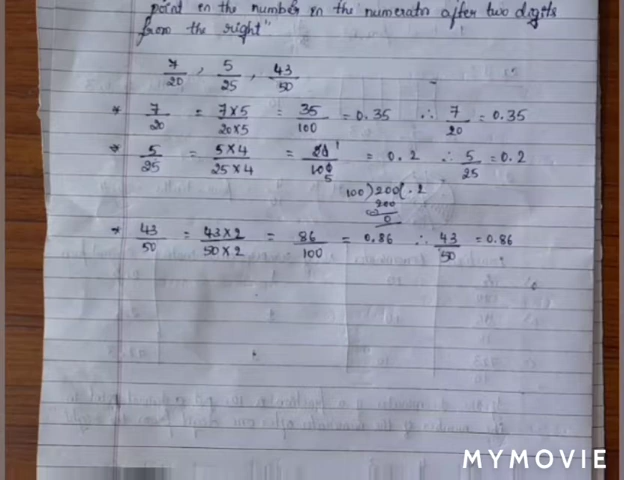 point in the number in the numerator after two digits
from the right"
7/20, 5/25, 43/50
* 7/20 = 7×5/20×5 = 35/100 = 0.35 ∴ 7/20 = 0.35
* 5/25 = 5×4/25×4 = 20/100 = 0.2 ∴ 5/25 = 0.2
100)200(.2
200
0
* 43/50 = 43×2/50×2 = 86/100 = 0.86 ∴ 43/50 = 0.86
MYMOVIE